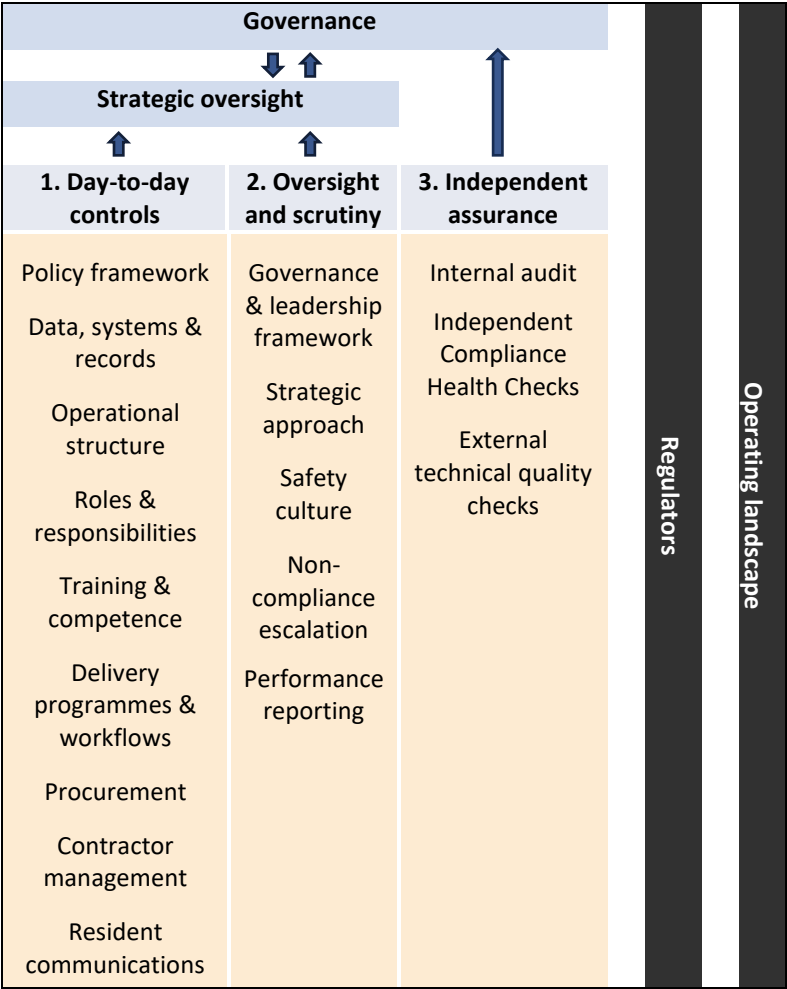 Governance
Strategic oversight
1. Day-to-day
controls
2. Oversight
and scrutiny
3. Independent
assurance
Policy framework
Data, systems &
records
Operational
structure
Roles &
responsibilities
Training &
competence
Delivery
programmes &
workflows
Procurement
Contractor
management
Resident
communications
Governance
& leadership
framework
Strategic
approach
Safety
culture
Non-
compliance
escalation
Performance
reporting
Internal audit
Independent
Compliance
Health Checks
External
technical quality
checks
Regulators
Operating landscape